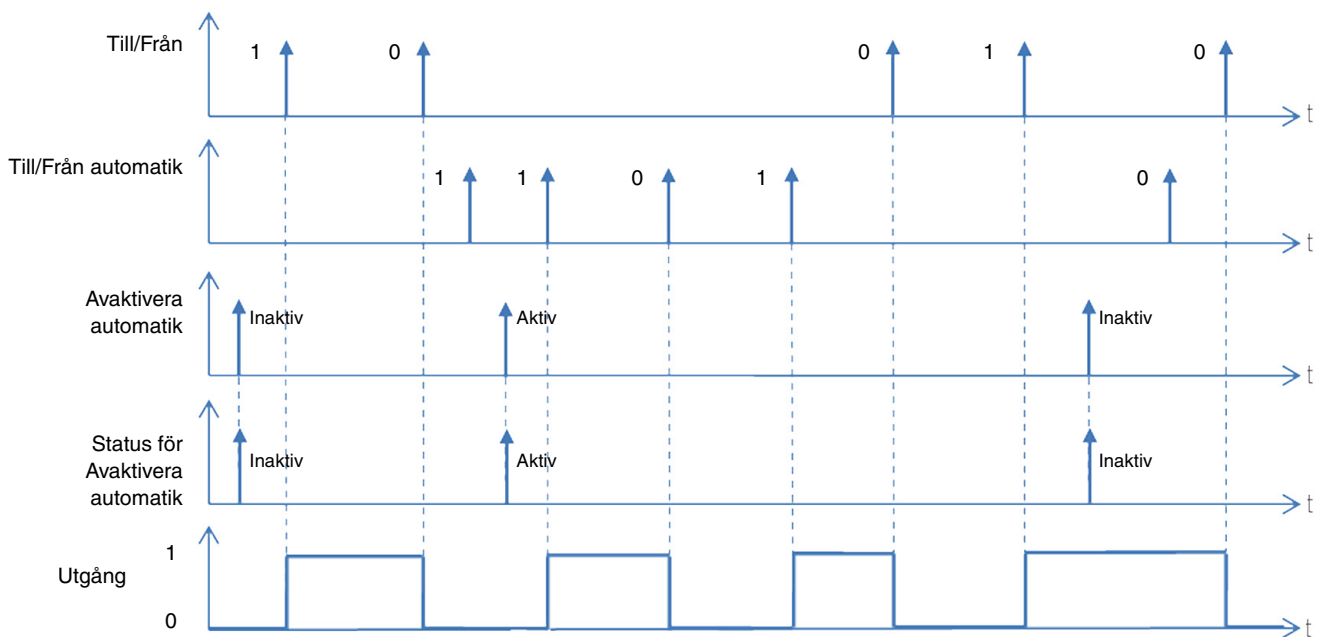 Till/Från
1 0 0 1 0
t
Till/Från automatik
1 1 0 1 0
t
Avaktivera
automatik
Inaktiv Aktiv Inaktiv
t
Status för
Avaktivera
automatik
Inaktiv Aktiv Inaktiv
t
1
Utgång
0
t